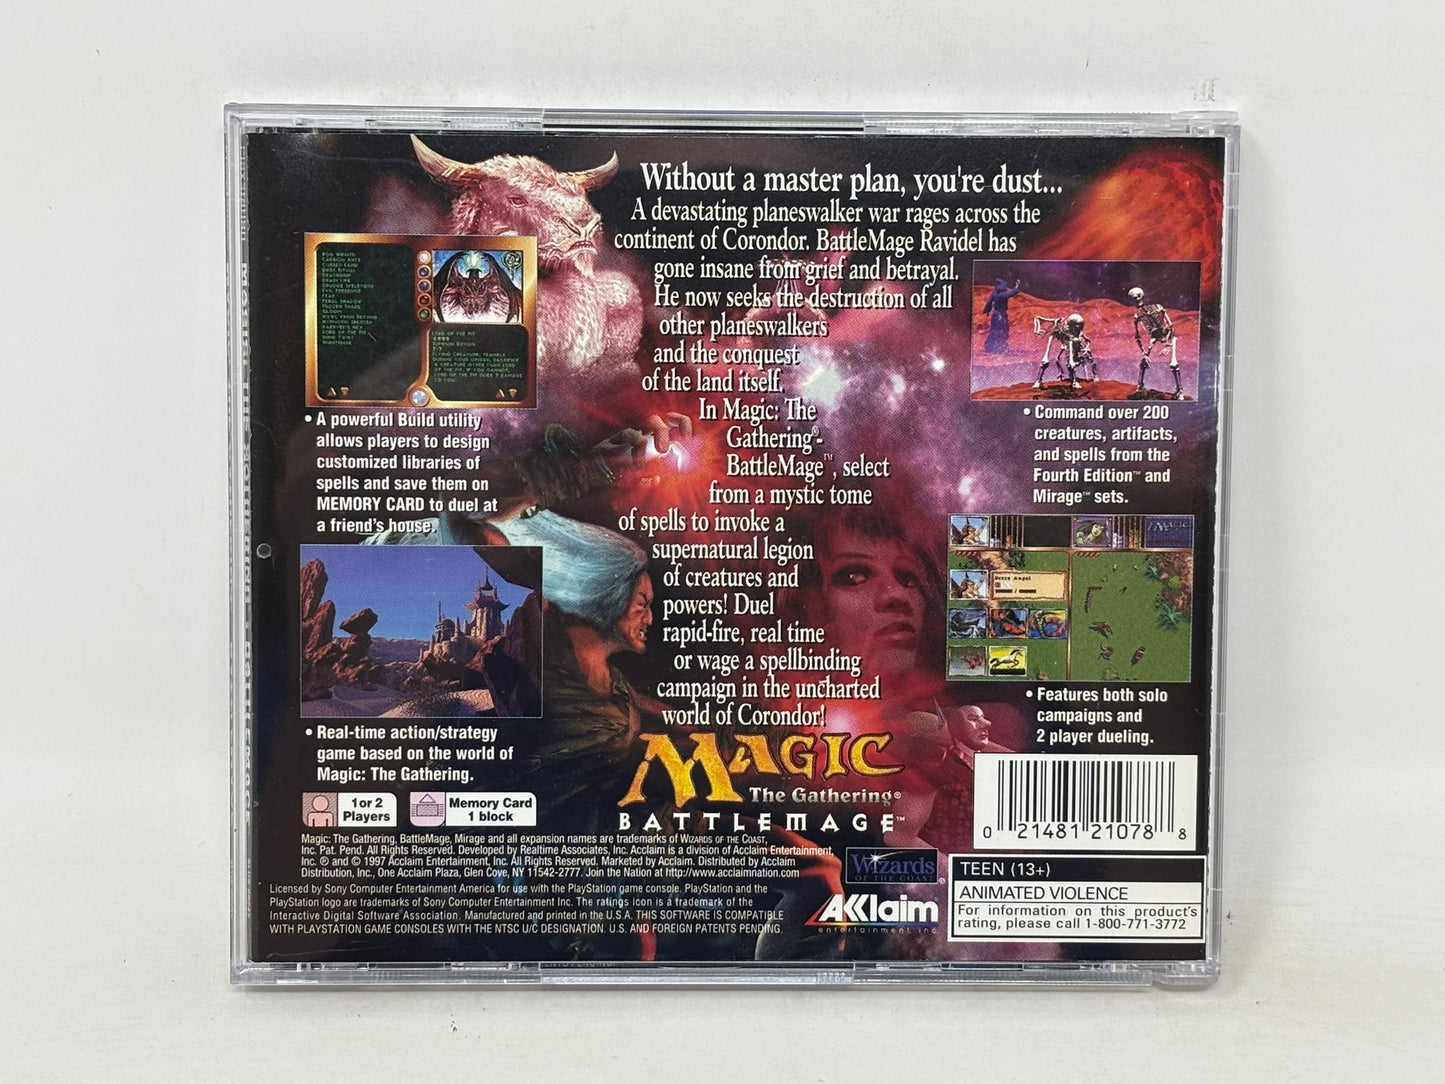 Without a master plan, you're dust...
A devastating planeswalker war rages across the
continent of Corondor. BattleMage Ravidel has
gone insane from grief and betrayal.
He now seeks the destruction of all
other planeswalkers
and the conquest
of the land itself.
In Magic: The
Gathering®-
BattleMage™, select
from a mystic tome
of spells to invoke a
supernatural legion
of creatures and
powers! Duel
rapid-fire, real time
or wage a spellbinding
campaign in the uncharted
world of Corondor!
LORD OF THE PIT
SUMMON DEMON
7/7
• A powerful Build utility
allows players to design
customized libraries of
spells and save them on
MEMORY CARD to duel at
a friend's house.
• Real-time action/strategy
game based on the world of
Magic: The Gathering.
• Command over 200
creatures, artifacts,
and spells from the
Fourth Edition™ and
Mirage™ sets.
MAGIC
Serra Angel
• Features both solo
campaigns and
2 player dueling.
MAGIC
The Gathering®
BATTLEMAGE™
1 or 2
Players
Memory Card
1 block
Magic: The Gathering, BattleMage, Mirage and all expansion names are trademarks of WIZARDS OF THE COAST,
Inc. Pat. Pend. All Rights Reserved. Developed by Realtime Associates, Inc. Acclaim is a division of Acclaim Entertainment,
Inc. ® and © 1997 Acclaim Entertainment, Inc. All Rights Reserved. Marketed by Acclaim. Distributed by Acclaim
Distribution, Inc., One Acclaim Plaza, Glen Cove, NY 11542-2777. Join the Nation at http://www.acclaimnation.com
Licensed by Sony Computer Entertainment America for use with the PlayStation game console. PlayStation and the
PlayStation logo are trademarks of Sony Computer Entertainment Inc. The ratings icon is a trademark of the
Interactive Digital Software Association. Manufactured and printed in the U.S.A. THIS SOFTWARE IS COMPATIBLE
WITH PLAYSTATION GAME CONSOLES WITH THE NTSC U/C DESIGNATION. U.S. AND FOREIGN PATENTS PENDING.
Wizards
OF THE COAST®
AKklaim
entertainment, inc.
0 21481 21078 8
TEEN (13+)
ANIMATED VIOLENCE
For information on this product's
rating, please call 1-800-771-3772